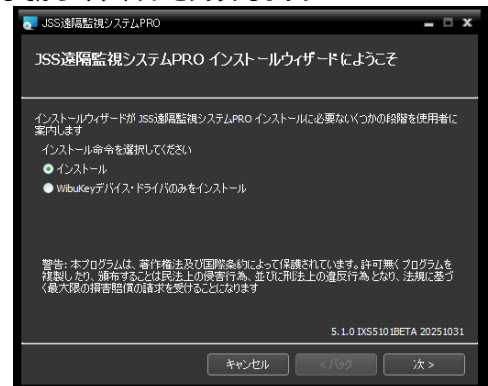 JSS遠隔監視システムPRO
JSS遠隔監視システムPRO インストールウィザードにようこそ
インストールウィザードが JSS遠隔監視システムPRO インストールに必要ないくつかの段階を使用者に
案内します
インストール命令を選択してください
インストール
WibuKeyデバイス・ドライバのみをインストール
警告: 本プログラムは、著作権法及び国際条約によって保護されています。許可無くプログラムを
複製したり、頒布することは民法上の侵害行為、並びに刑法上の違反行為となり、法規に基づ
く最大限の損害賠償の請求を受けることになります
5.1.0 IXS5101BETA 20251031
キャンセル
< バック
次 >